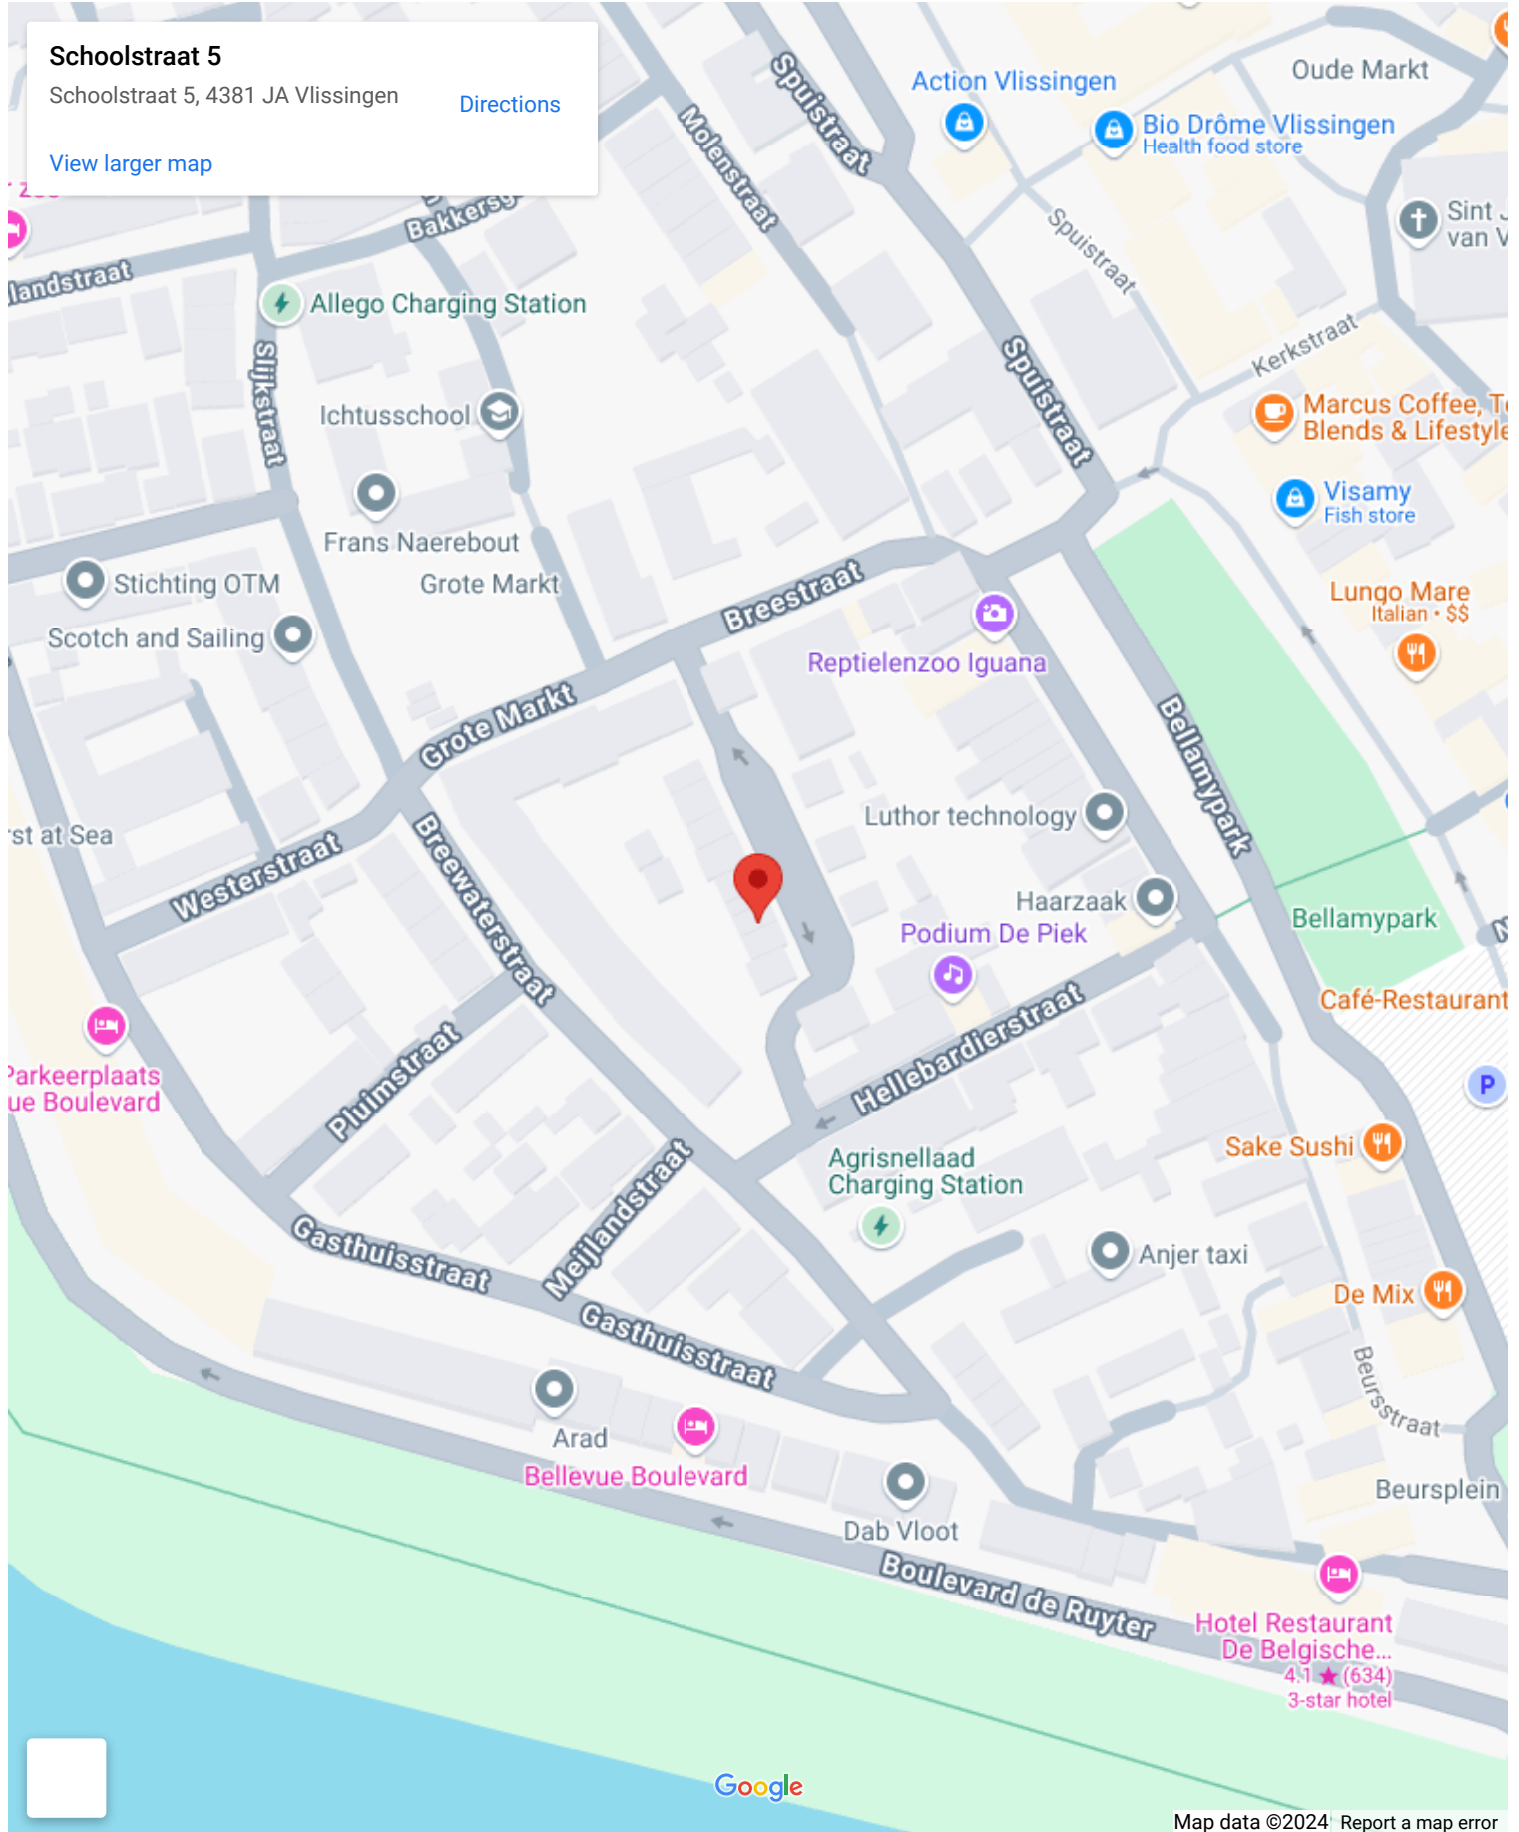 Schoolstraat 5
Schoolstraat 5, 4381 JA Vlissingen
Directions
View larger map
Spuistraat
Action Vlissingen
Oude Markt
Bio Drôme Vlissingen
Health food store
Molenstraat
Sint J
van V
Bakkersg
Spuistraat
landstraat
Allego Charging Station
Kerkstraat
Slijkstraat
Spuistraat
Ichtusschool
Marcus Coffee, Te
Blends & Lifestyle
Visamy
Fish store
Frans Naerebout
Stichting OTM
Grote Markt
Breestraat
Lungo Mare
Italian • $$
Scotch and Sailing
Reptielenzoo Iguana
Grote Markt
Bellamypark
Luthor technology
rst at Sea
Westerstraat
Breewaterstraat
Haarzaak
Podium De Piek
Bellamypark
Café-Restaurant
Parkeerplaats
ue Boulevard
Pluimstraat
Hellebardierstraat
P
Sake Sushi
Agrisnellaad
Charging Station
Meijlandstraat
Gasthuisstraat
Anjer taxi
De Mix
Gasthuisstraat
Beursstraat
Arad
Bellevue Boulevard
Beursplein
Dab Vloot
Boulevard de Ruyter
Hotel Restaurant
De Belgische...
4.1 ★ (634)
3-star hotel
Google
Map data ©2024
Report a map error